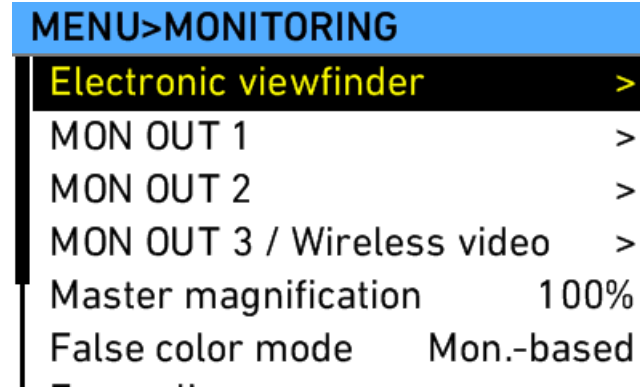 MENU>MONITORING
Electronic viewfinder >
MON OUT 1 >
MON OUT 2 >
MON OUT 3 / Wireless video >
Master magnification 100%
False color mode Mon.-based